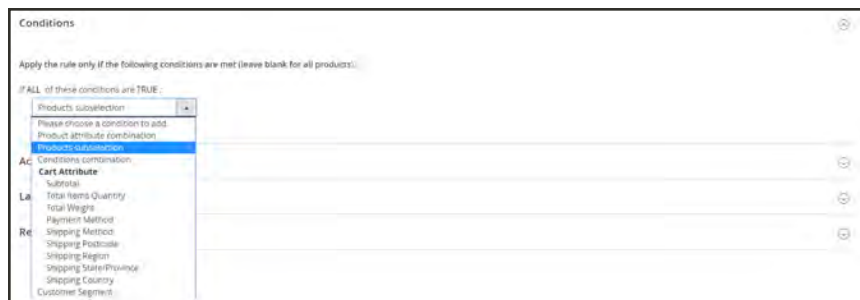 Conditions
Apply the rule only if the following conditions are met (leave blank for all products).
If ALL of these conditions are TRUE :
Products subselection
Please choose a condition to add.
Product attribute combination
Products subselection
Conditions combination
Ac
Cart Attribute
Subtotal
Total Items Quantity
La
Total Weight
Payment Method
Shipping Method
Re
Shipping Postcode
Shipping Region
Shipping State/Province
Shipping Country
Customer Segment